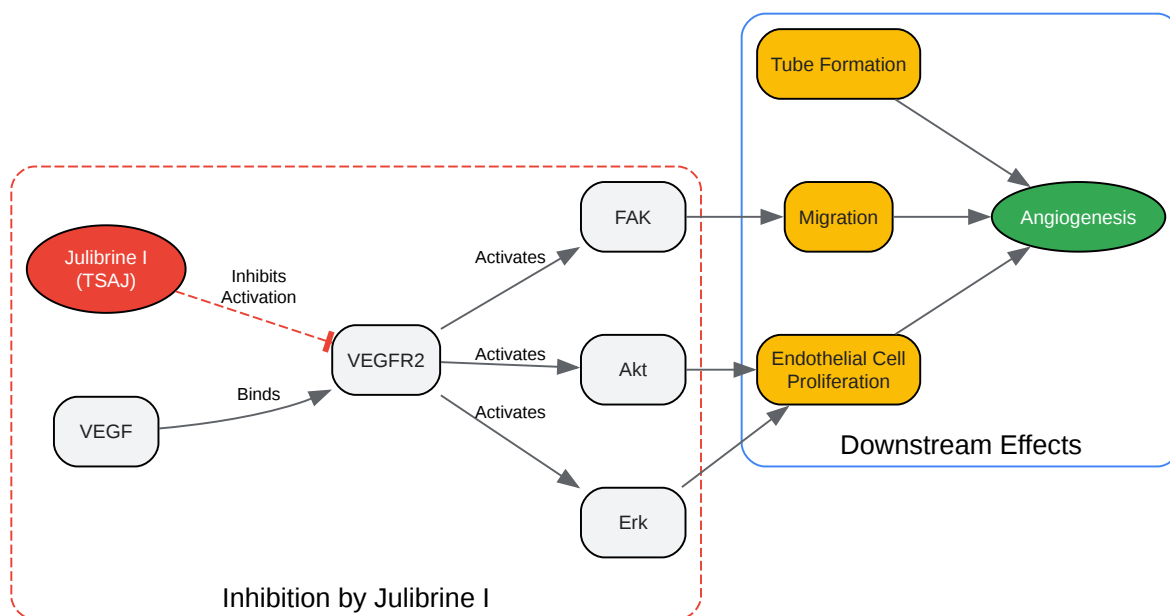 Tube Formation
FAK
Migration
Angiogenesis
Julibrine I
(TSAJ)
Inhibits
Activation
Activates
VEGFR2
Activates
Akt
Endothelial Cell
Proliferation
Binds
VEGF
Activates
Downstream Effects
Erk
Inhibition by Julibrine I